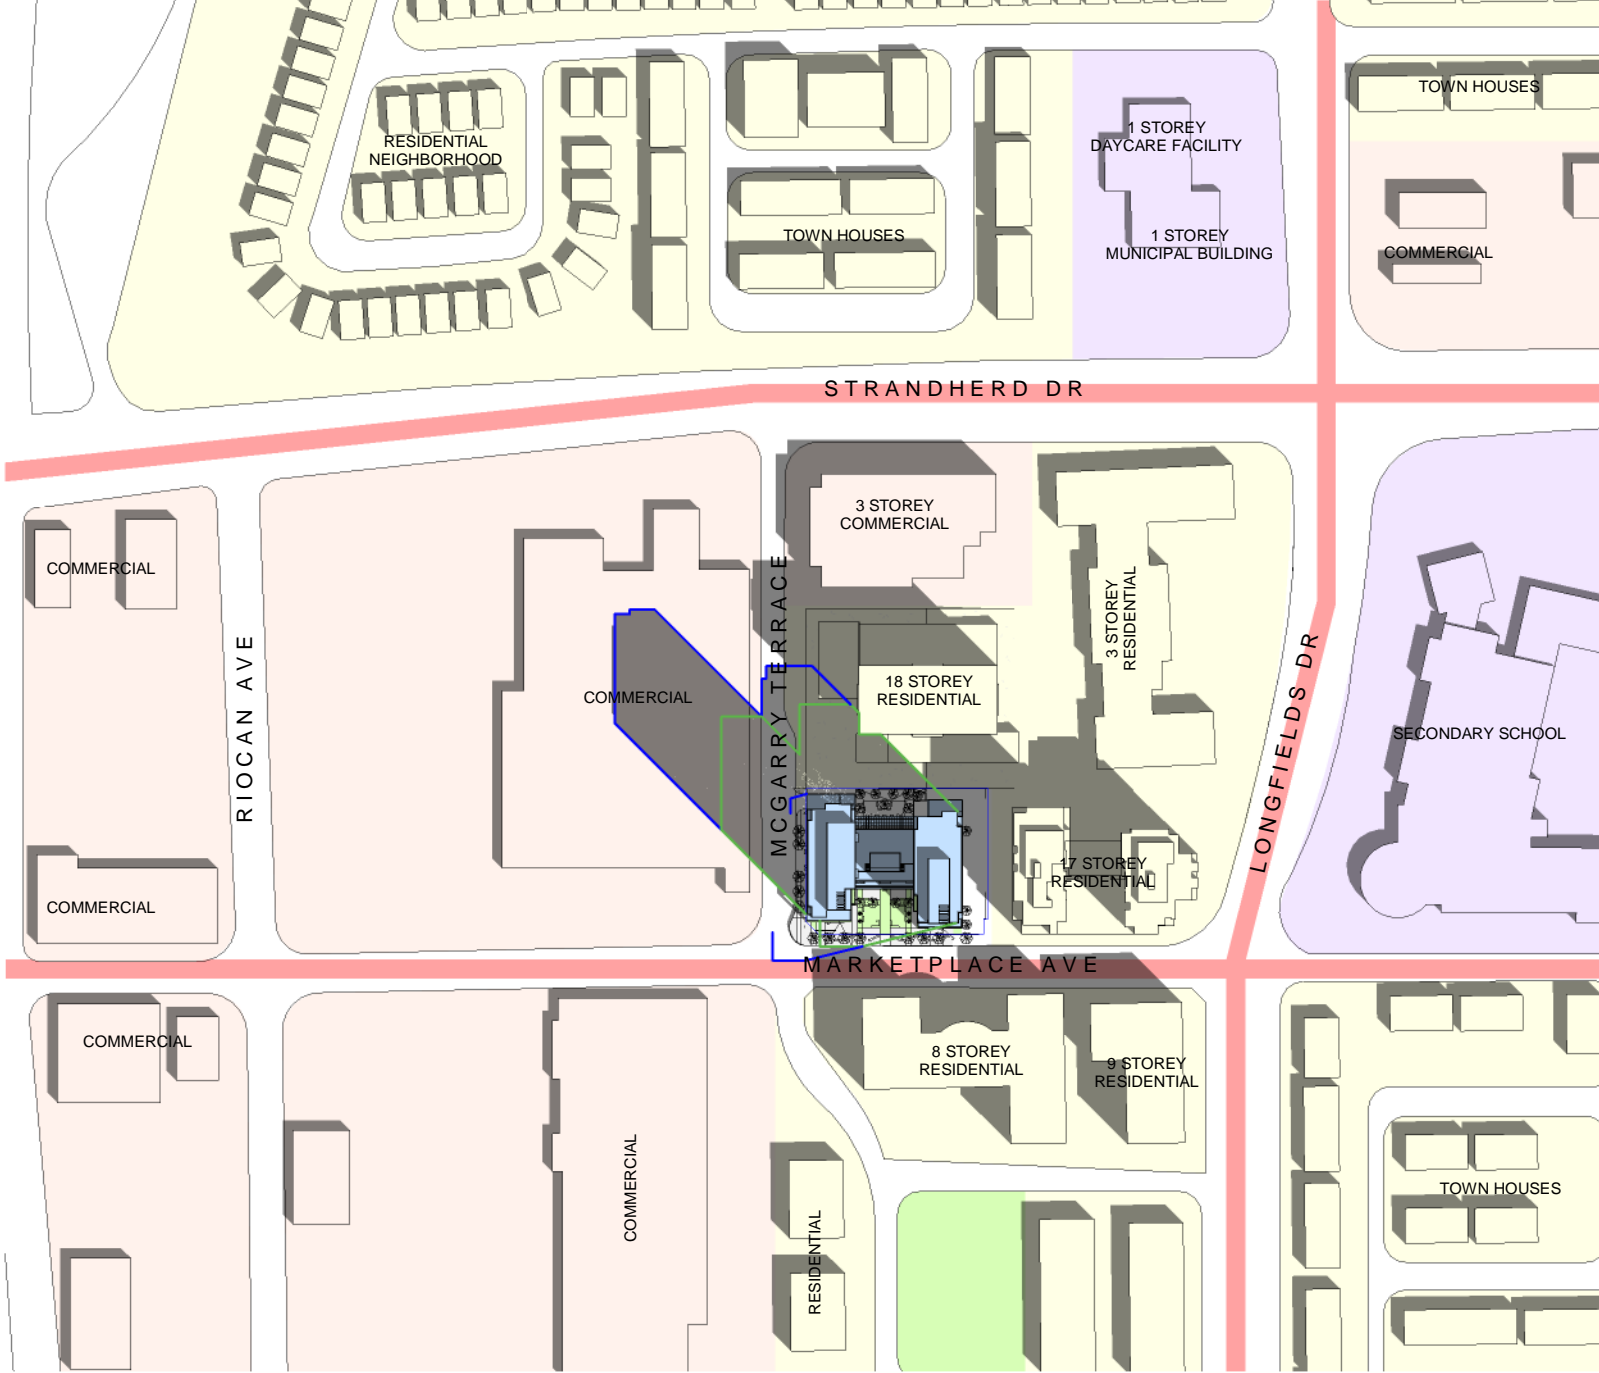 TOWN HOUSES
1 STOREY
DAYCARE FACILITY
RESIDENTIAL
NEIGHBORHOOD
TOWN HOUSES
1 STOREY
MUNICIPAL BUILDING
COMMERCIAL
STRANDHERD DR
3 STOREY
COMMERCIAL
COMMERCIAL
3 STOREY
RESIDENTIAL
MCGARRY TERRACE
RIOCAN AVE
COMMERCIAL
18 STOREY
RESIDENTIAL
LONGFIELDS DR
SECONDARY SCHOOL
17 STOREY
RESIDENTIAL
COMMERCIAL
MARKETPLACE AVE
COMMERCIAL
8 STOREY
RESIDENTIAL
9 STOREY
RESIDENTIAL
COMMERCIAL
RESIDENTIAL
TOWN HOUSES